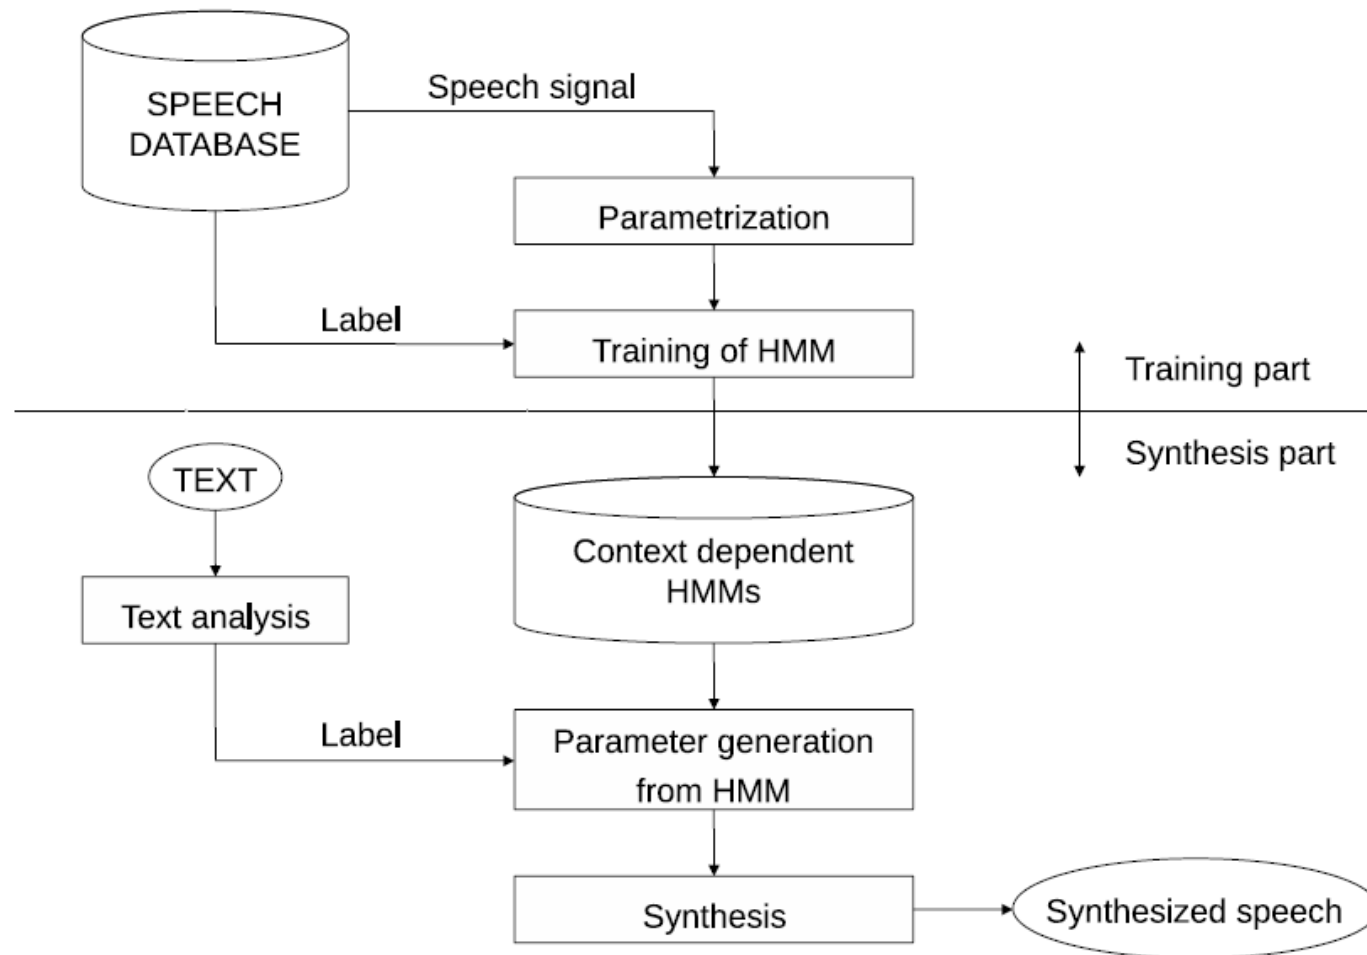 SPEECH
DATABASE
Speech signal
Parametrization
Label
Training of HMM
Training part
Synthesis part
TEXT
Context dependent
HMMs
Text analysis
Label
Parameter generation
from HMM
Synthesis
Synthesized speech